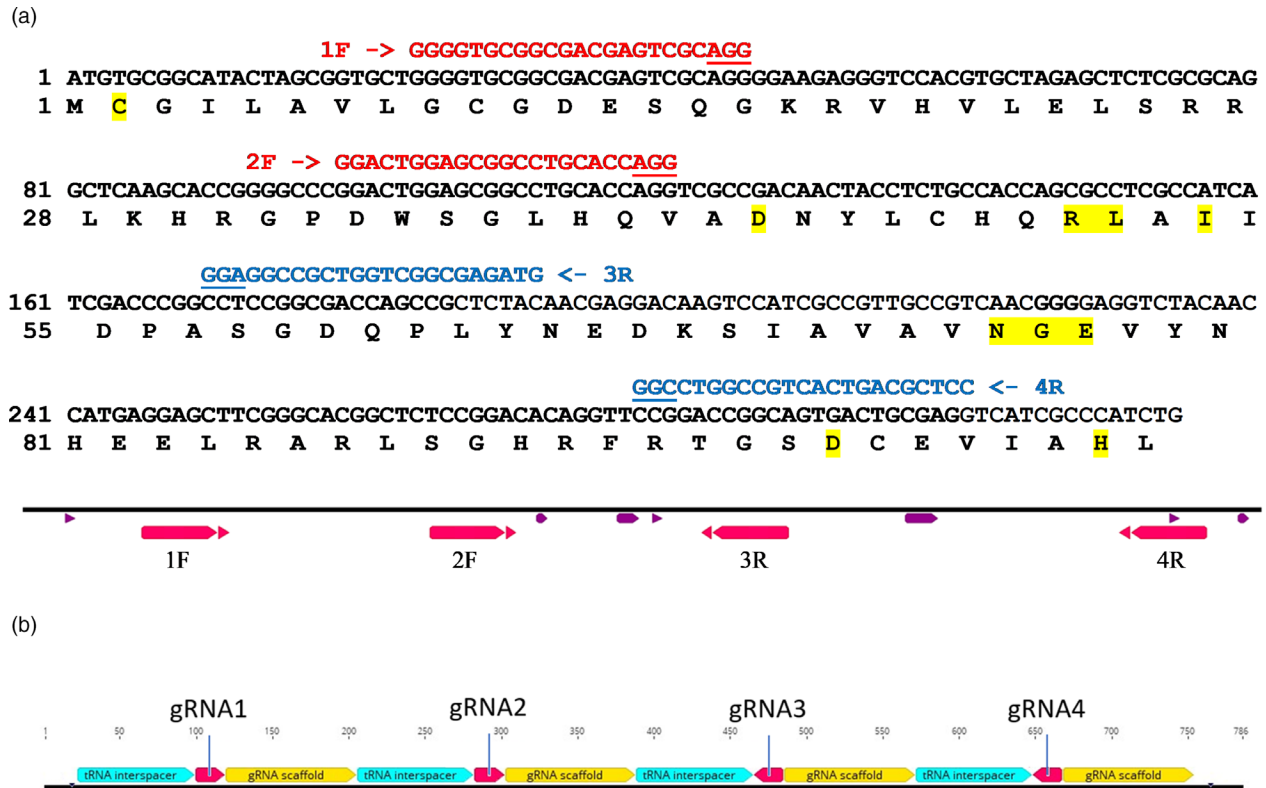 (a)
1F -> GGGGTGCGGCGACGAGTCGCAGG
1 ATGTGCGGCATACTAGCGGTGCTGGGGTGCGGCGACGAGTCGCAGGGGAAGAGGGTCCACGTGCTAGAGCTCTCGCGCAG
1 M C G I L A V L G C G D E S Q G K R V H V L E L S R R
2F -> GGACTGGAGCGGCCTGCACCAGG
81 GCTCAAGCACCGGGGCCCGGACTGGAGCGGCCTGCACCAGGTCGCCGACAACTACCTCTGCCACCAGCGCCTCGCCATCA
28 L K H R G P D W S G L H Q V A D N Y L C H Q R L A I I
GGAGGCCGCTGGTCGGCGAGATG <- 3R
161 TCGACCCGGCCTCCGGCGACCAGCCGCTCTACAACGAGGACAAGTCCATCGCCGTTGCCGTCAACGGGGAGGTCTACAAC
55 D P A S G D Q P L Y N E D K S I A V A V N G E V Y N
GGCCTGGCCGTCACTGACGCTCC <- 4R
241 CATGAGGAGCTTCGGGCACGGCTCTCCGGACACAGGTTCCGGACCGGCAGTGACTGCGAGGTCATCGCCCATCTG
81 H E E L R A R L S G H R F R T G S D C E V I A H L
1F 2F 3R 4R
(b)
gRNA1 gRNA2 gRNA3 gRNA4
1 50 100 150 200 250 300 350 400 450 500 550 600 650 700 750 786
tRNA interspacer gRNA scaffold tRNA interspacer gRNA scaffold tRNA interspacer gRNA scaffold tRNA interspacer gRNA scaffold